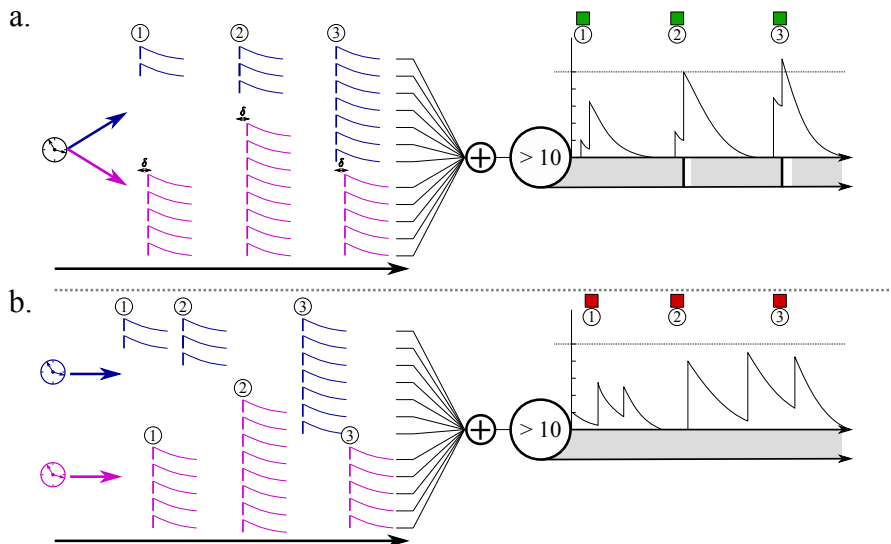 a.
① ② ③
① ② ③
δ
δ
δ
> 10
b.
① ② ③
① ② ③
② 
① ③
> 10